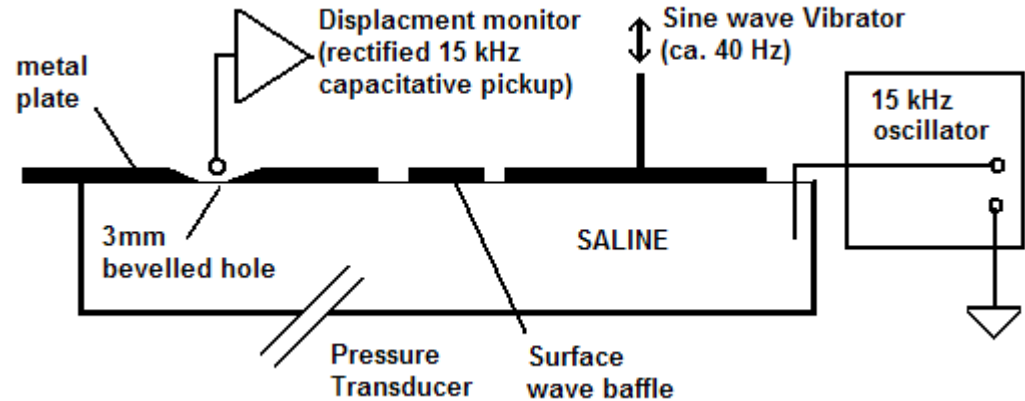 Displacment monitor
(rectified 15 kHz
capacitative pickup)
Sine wave Vibrator
(ca. 40 Hz)
metal
plate
15 kHz
oscillator
3mm
bevelled hole
SALINE
Pressure
Transducer
Surface
wave baffle